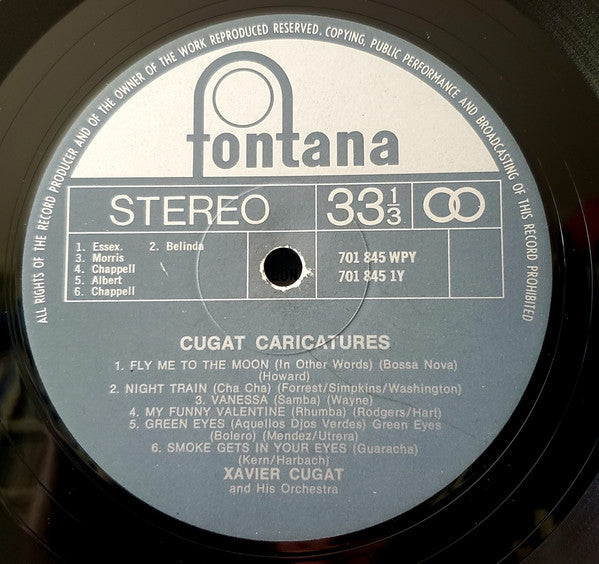 ALL RIGHTS OF THE RECORD PRODUCER AND OF THE OWNER OF THE WORK REPRODUCED RESERVED. COPYING, PUBLIC PERFORMANCE AND BROADCASTING OF THIS RECORD PROHIBITED
fontana
STEREO 33 1/3
1. Essex. 2. Belinda
3. Morris
4. Chappell
5. Albert
6. Chappell
701 845 WPY
701 845 1Y
CUGAT CARICATURES
1. FLY ME TO THE MOON (In Other Words) (Bossa Nova)
(Howard)
2. NIGHT TRAIN (Cha Cha) (Forrest/Simpkins/Washington)
3. VANESSA (Samba) (Wayne)
4. MY FUNNY VALENTINE (Rhumba) (Rodgers/Hart)
5. GREEN EYES (Aquellos Djos Verdes) Green Eyes
(Bolero) (Mendez/Utrera)
6. SMOKE GETS IN YOUR EYES (Guaracha)
(Kern/Harbach)
XAVIER CUGAT
and His Orchestra